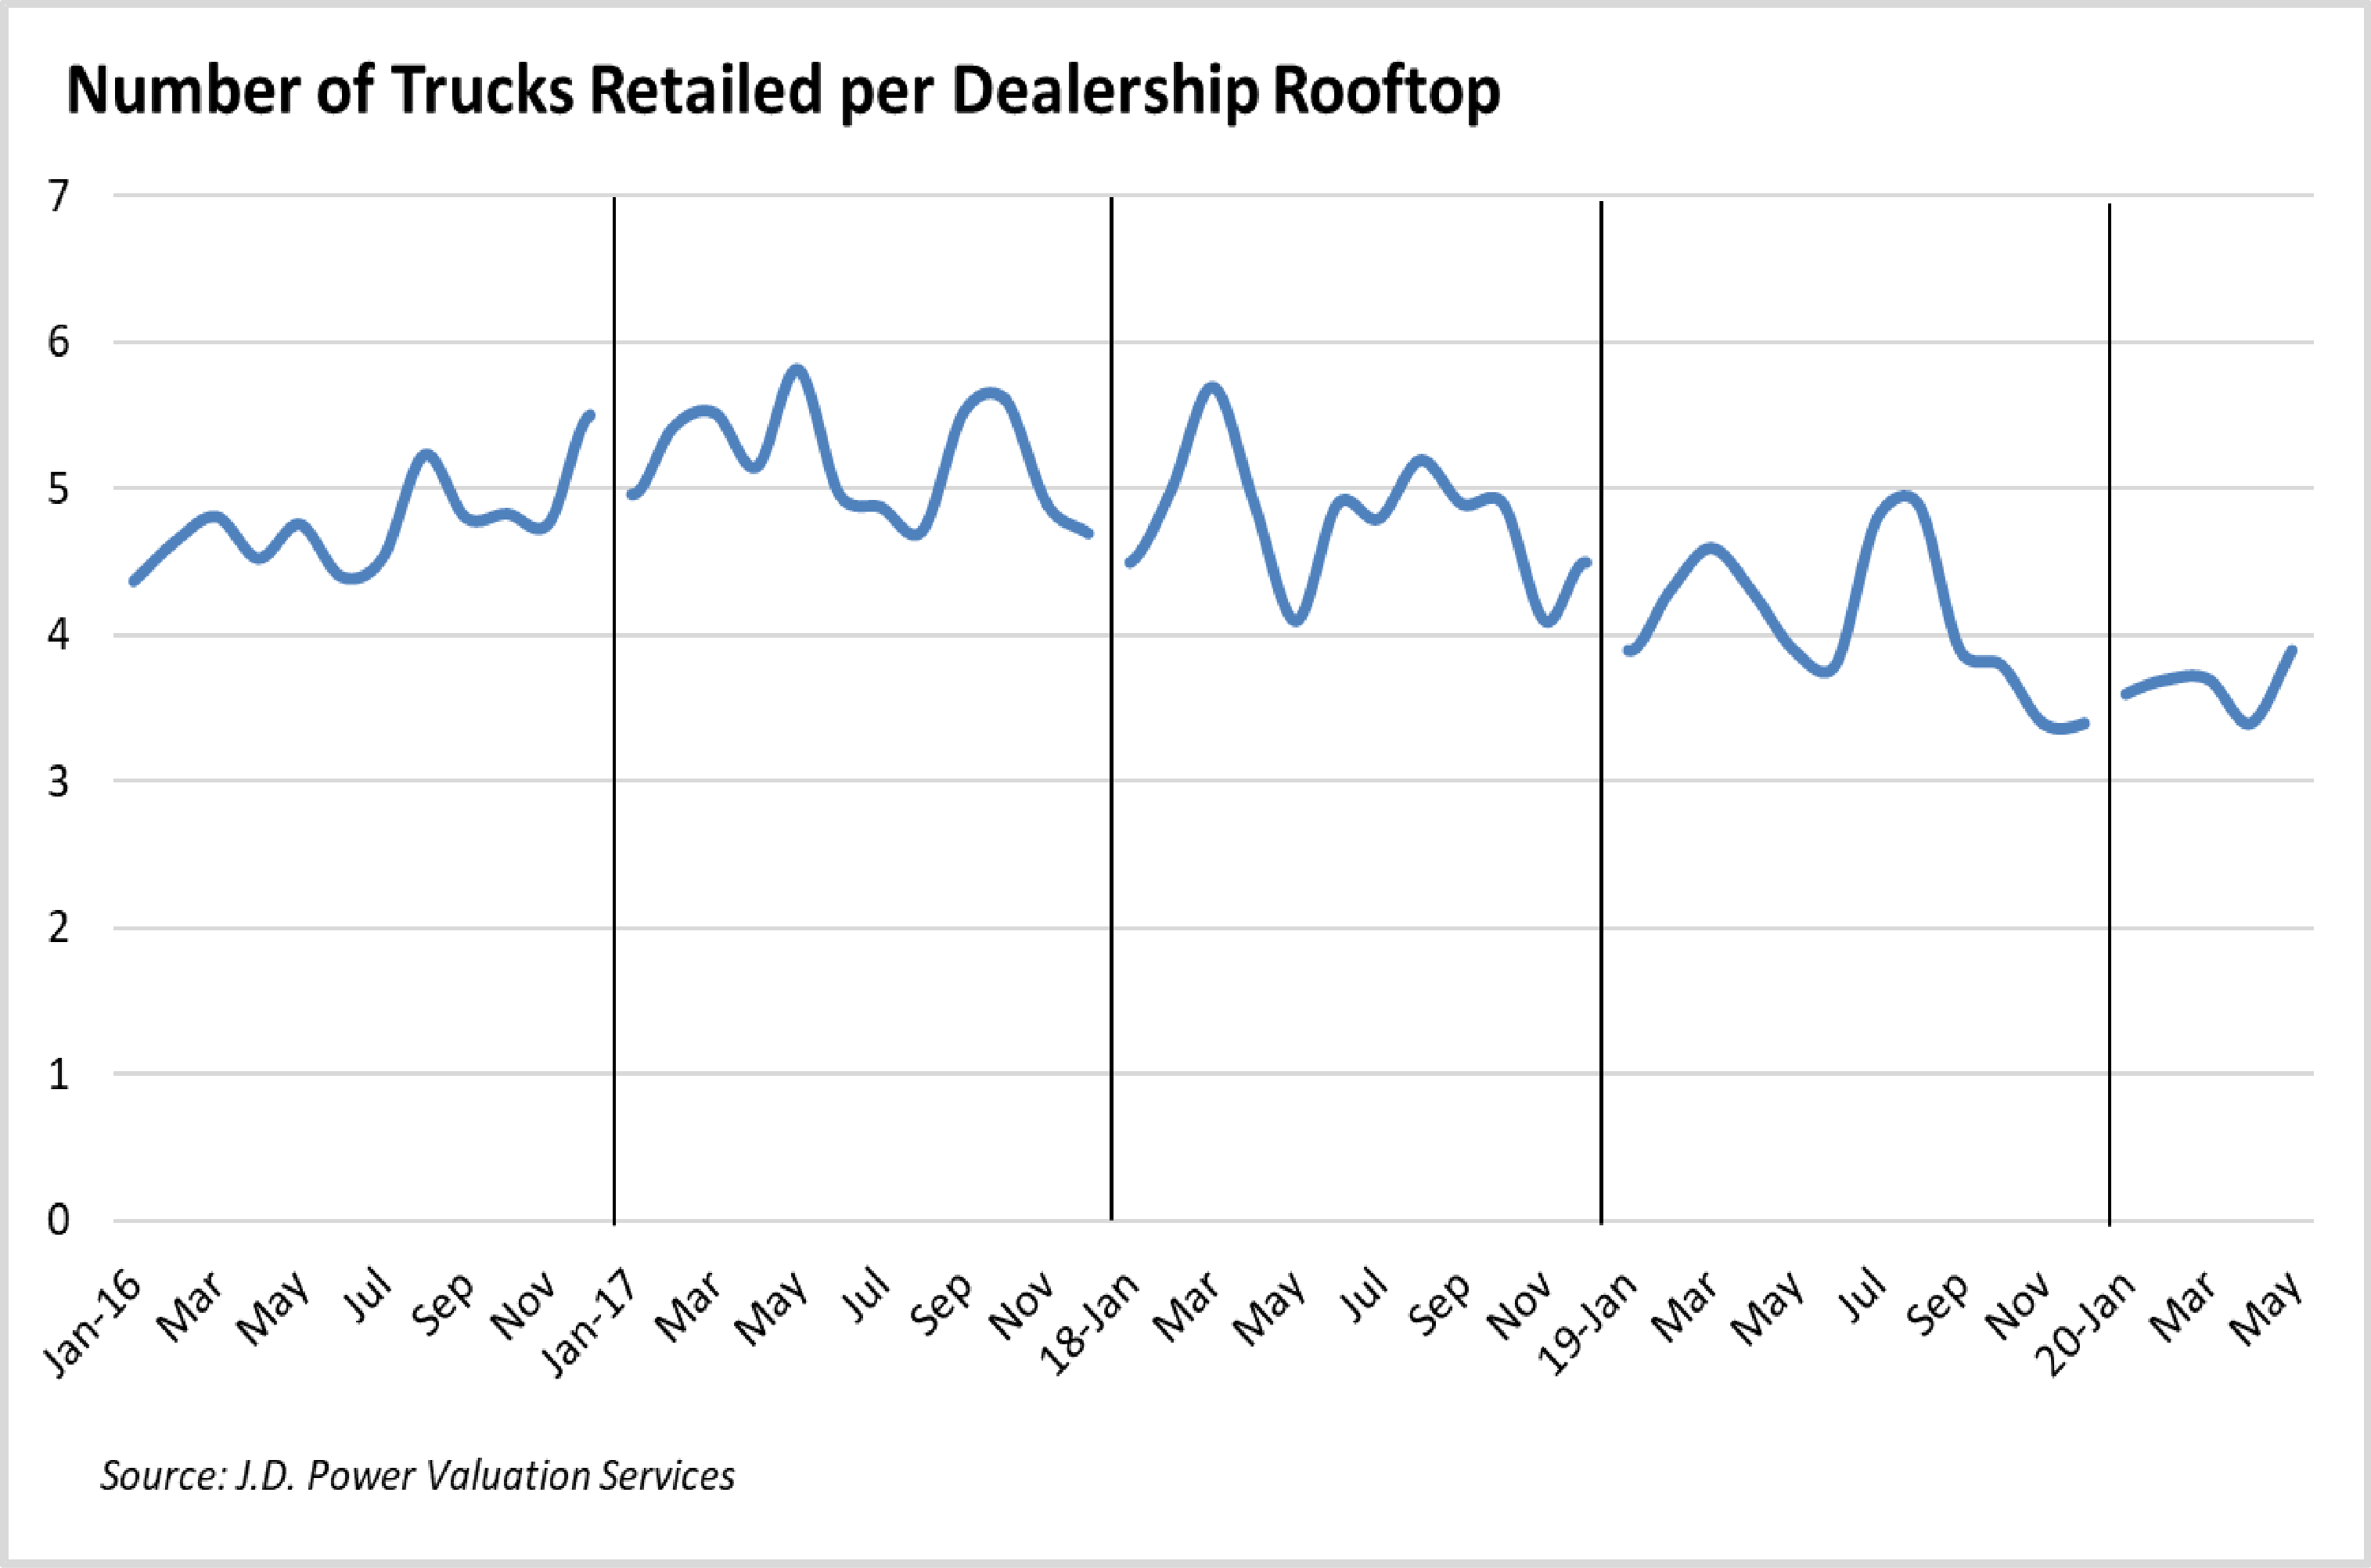 Number of Trucks Retailed per Dealership Rooftop
7
6
5
4
3
2
1
0
Jan-16
Mar
May
Jul
Sep
Nov
Jan-17
Mar
May
Jul
Sep
Nov
18-Jan
Mar
May
Jul
Sep
Nov
19-Jan
Mar
May
Jul
Sep
Nov
20-Jan
Mar
May
Source: J.D. Power Valuation Services